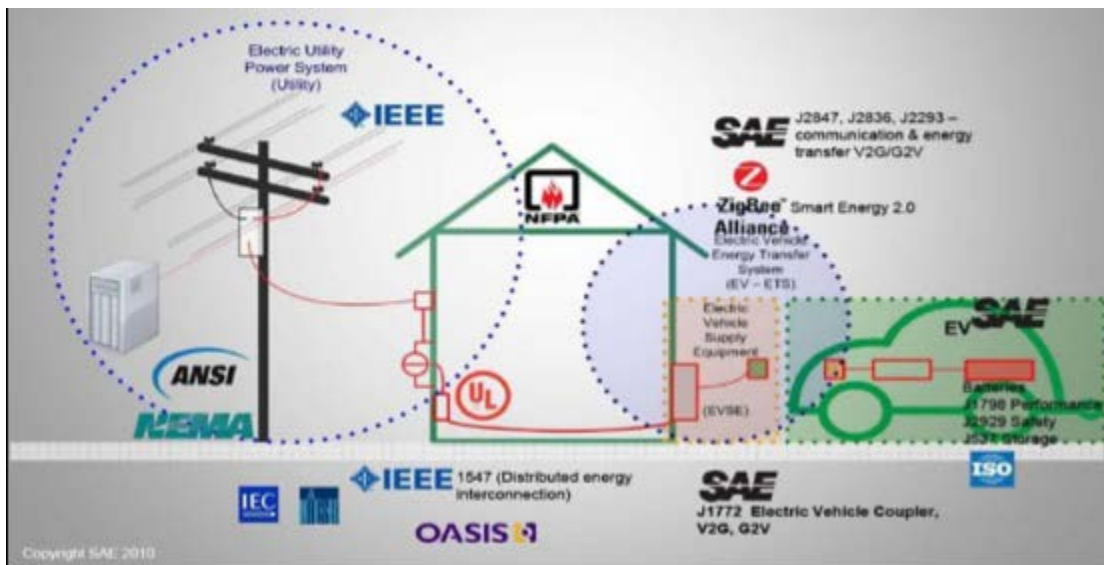 Electric Utility
Power System
(Utility)
IEEE
SAE
J2847, J2836, J2293 –
communication & energy
transfer V2G/G2V
NFPA
ZigBee™ Smart Energy 2.0
Alliance
Electric Vehicle
Energy Transfer
System
(EV – ETS)
Electric
Vehicle
Supply
Equipment
(EVSE)
EV
SAE
Batteries
J1798 Performance
J2929 Safety
J537 Storage
ISO
ANSI
NEMA
UL
IEC
IEEE
1547 (Distributed energy
interconnection)
OASIS
SAE
J1772 Electric Vehicle Coupler,
V2G, G2V
Copyright SAE 2010